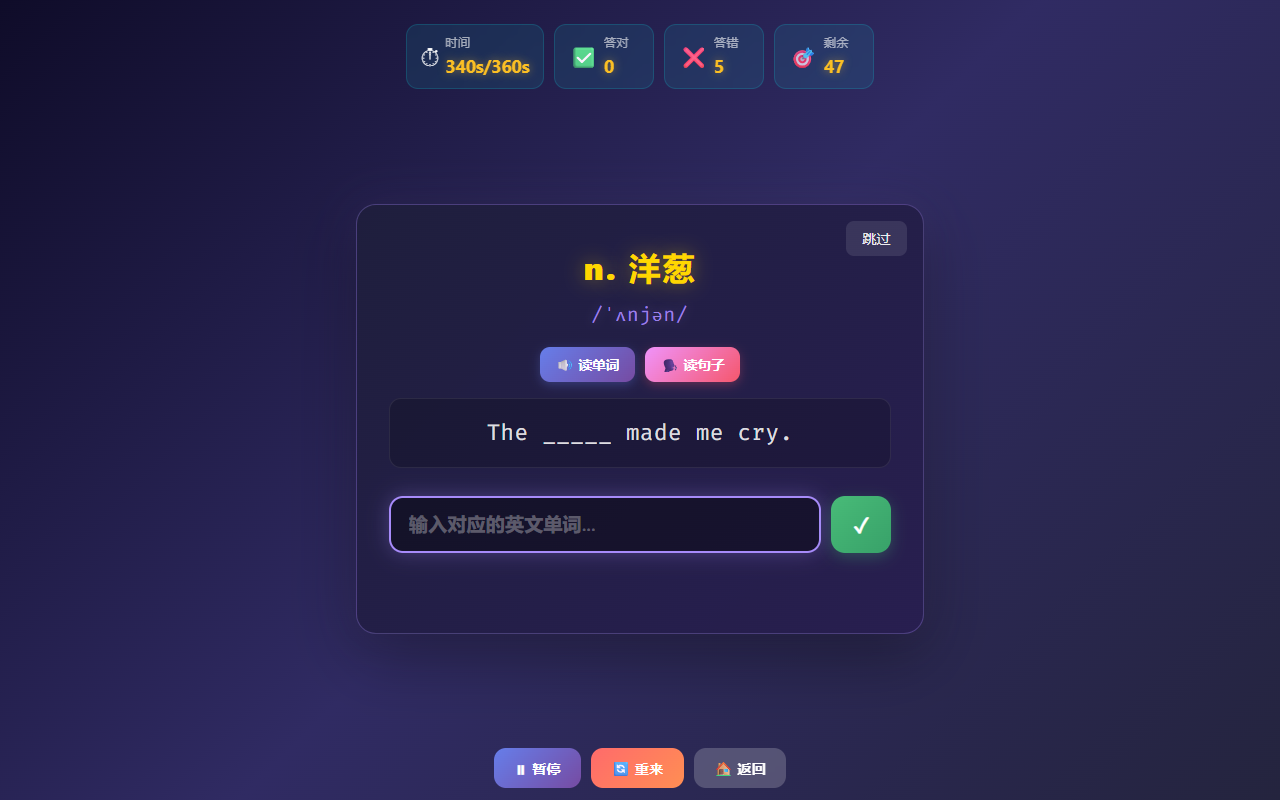 时间
340s/360s
答对
0
答错
5
剩余
47
跳过
n. 洋葱
/ˈʌnjən/
读单词
读句子
The _____ made me cry.
输入对应的英文单词...
暂停
重来
返回